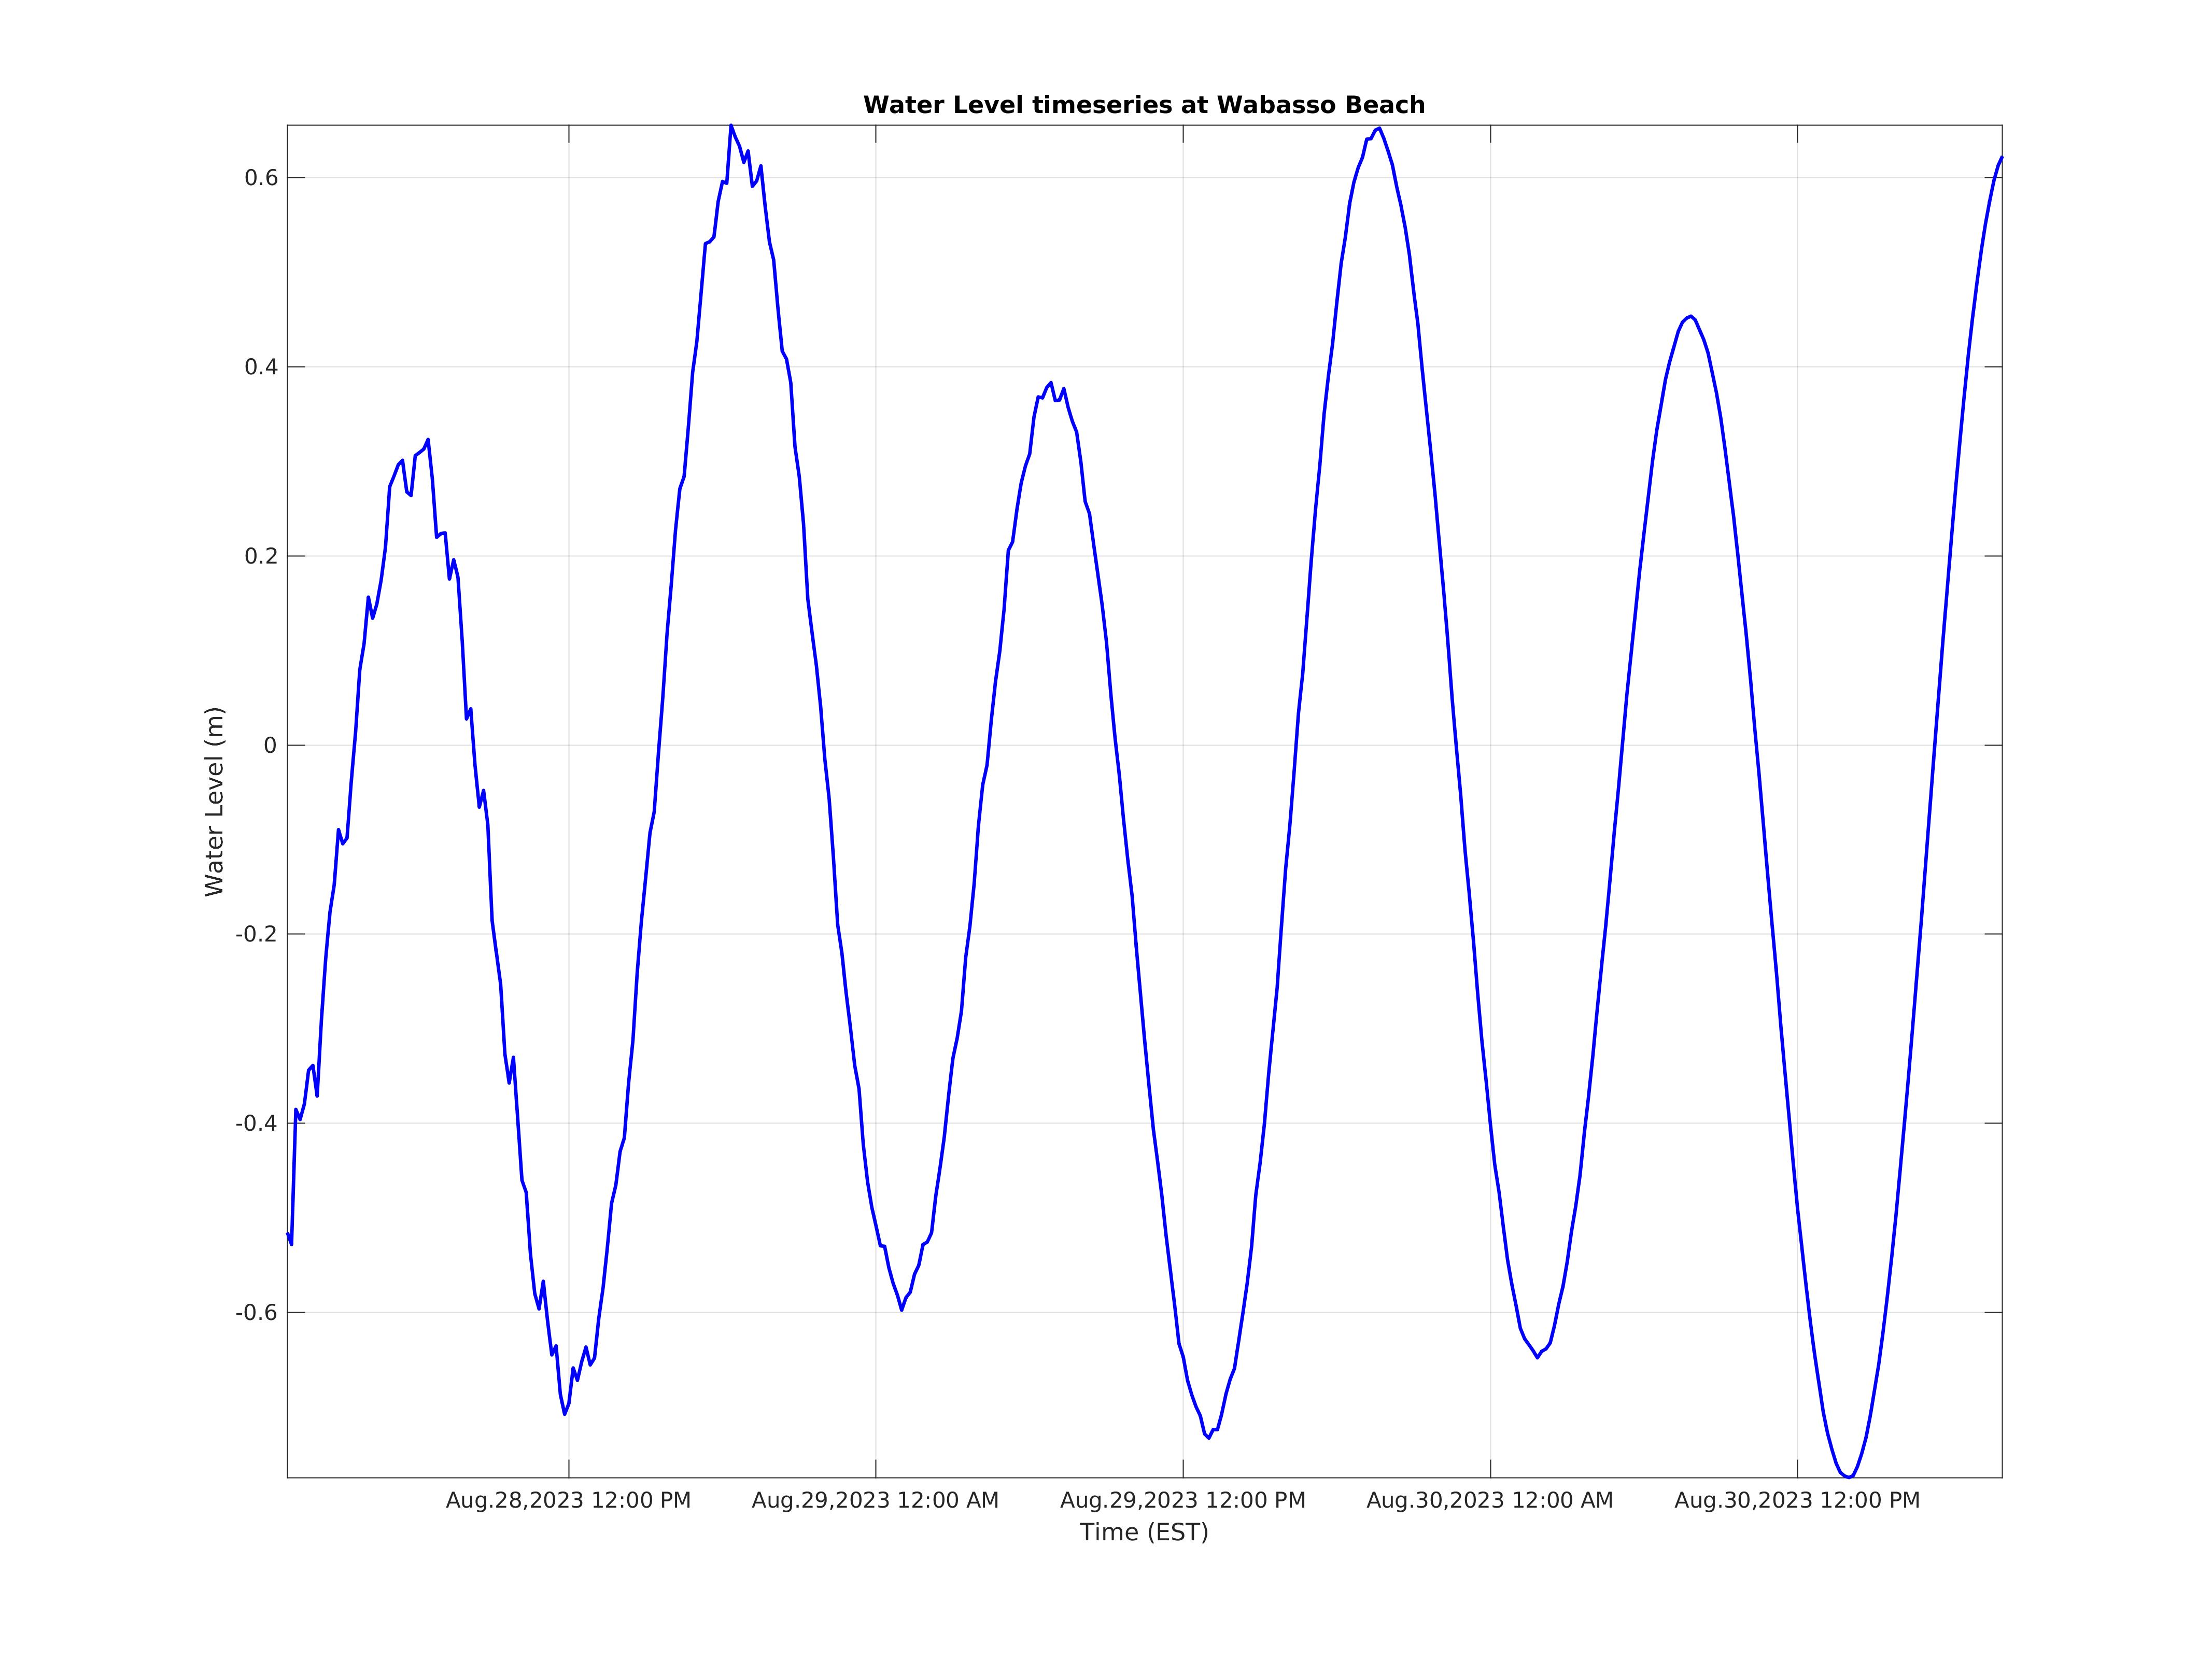 Water Level timeseries at Wabasso Beach
0.6
0.4
0.2
0
-0.2
-0.4
-0.6
Water Level (m)
Aug.28,2023 12:00 PM Aug.29,2023 12:00 AM Aug.29,2023 12:00 PM Aug.30,2023 12:00 AM Aug.30,2023 12:00 PM
Time (EST)